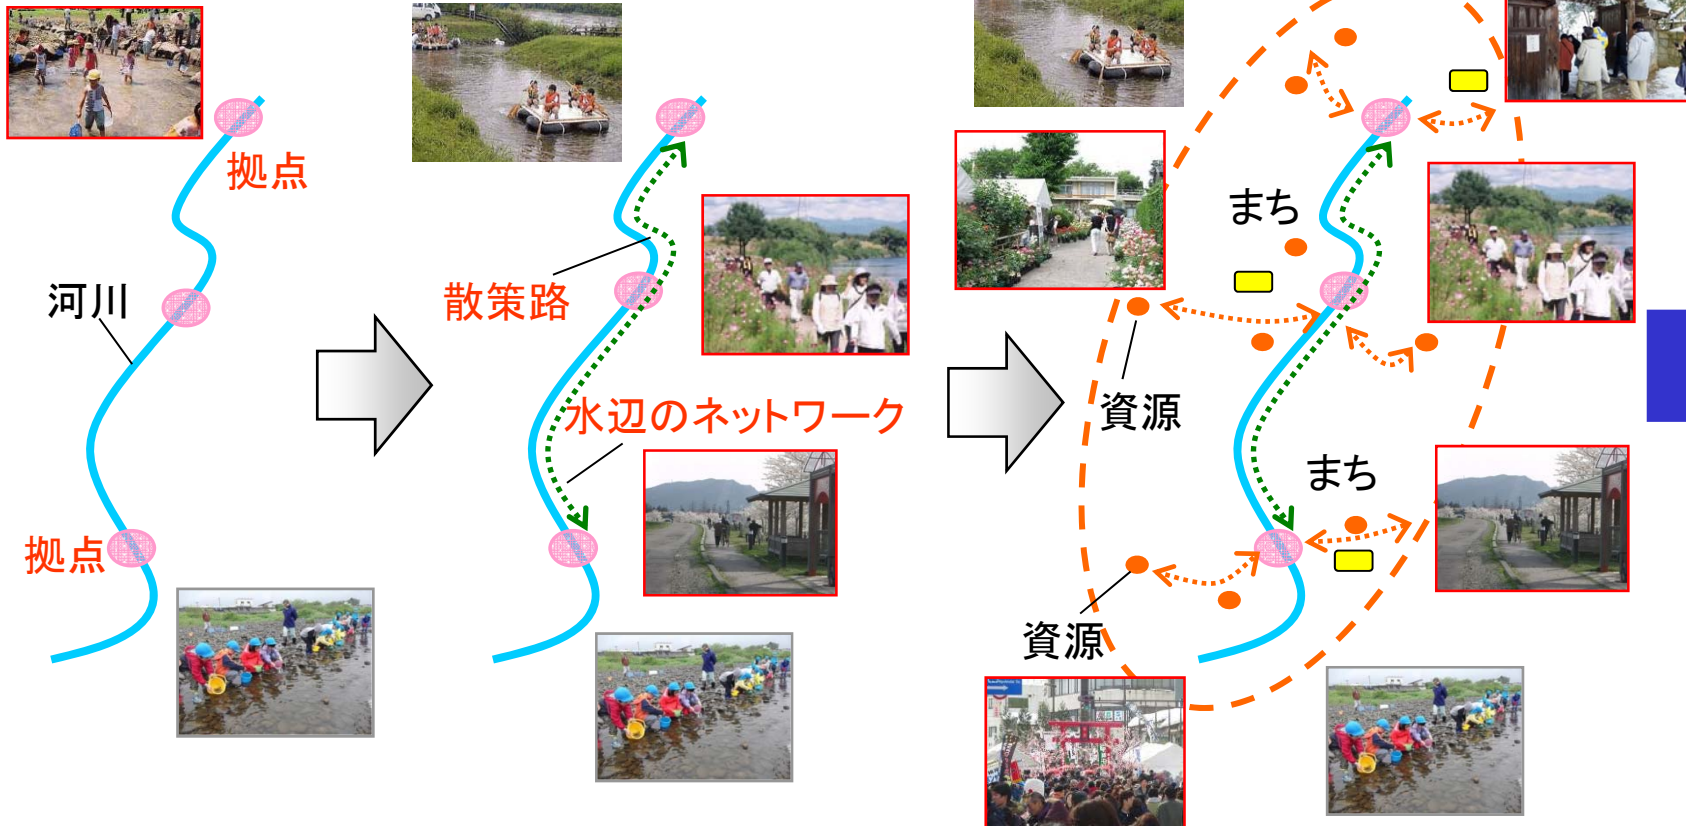 拠点
河川
拠点
散策路
水辺のネットワーク
まち
資源
まち
資源